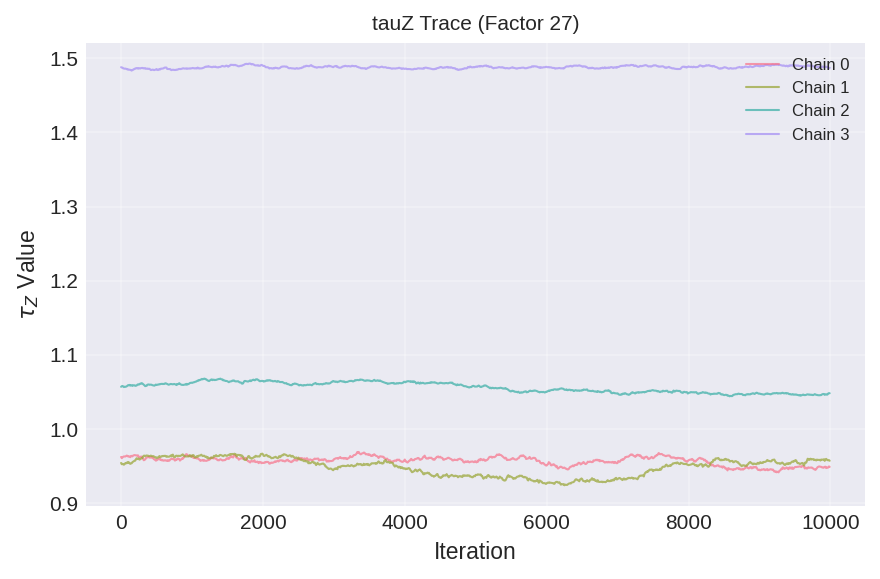 tauZ Trace (Factor 27)
1.5
1.4
1.3
1.2
1.1
1.0
0.9
τZ Value
Chain 0
Chain 1
Chain 2
Chain 3
0 2000 4000 6000 8000 10000
Iteration